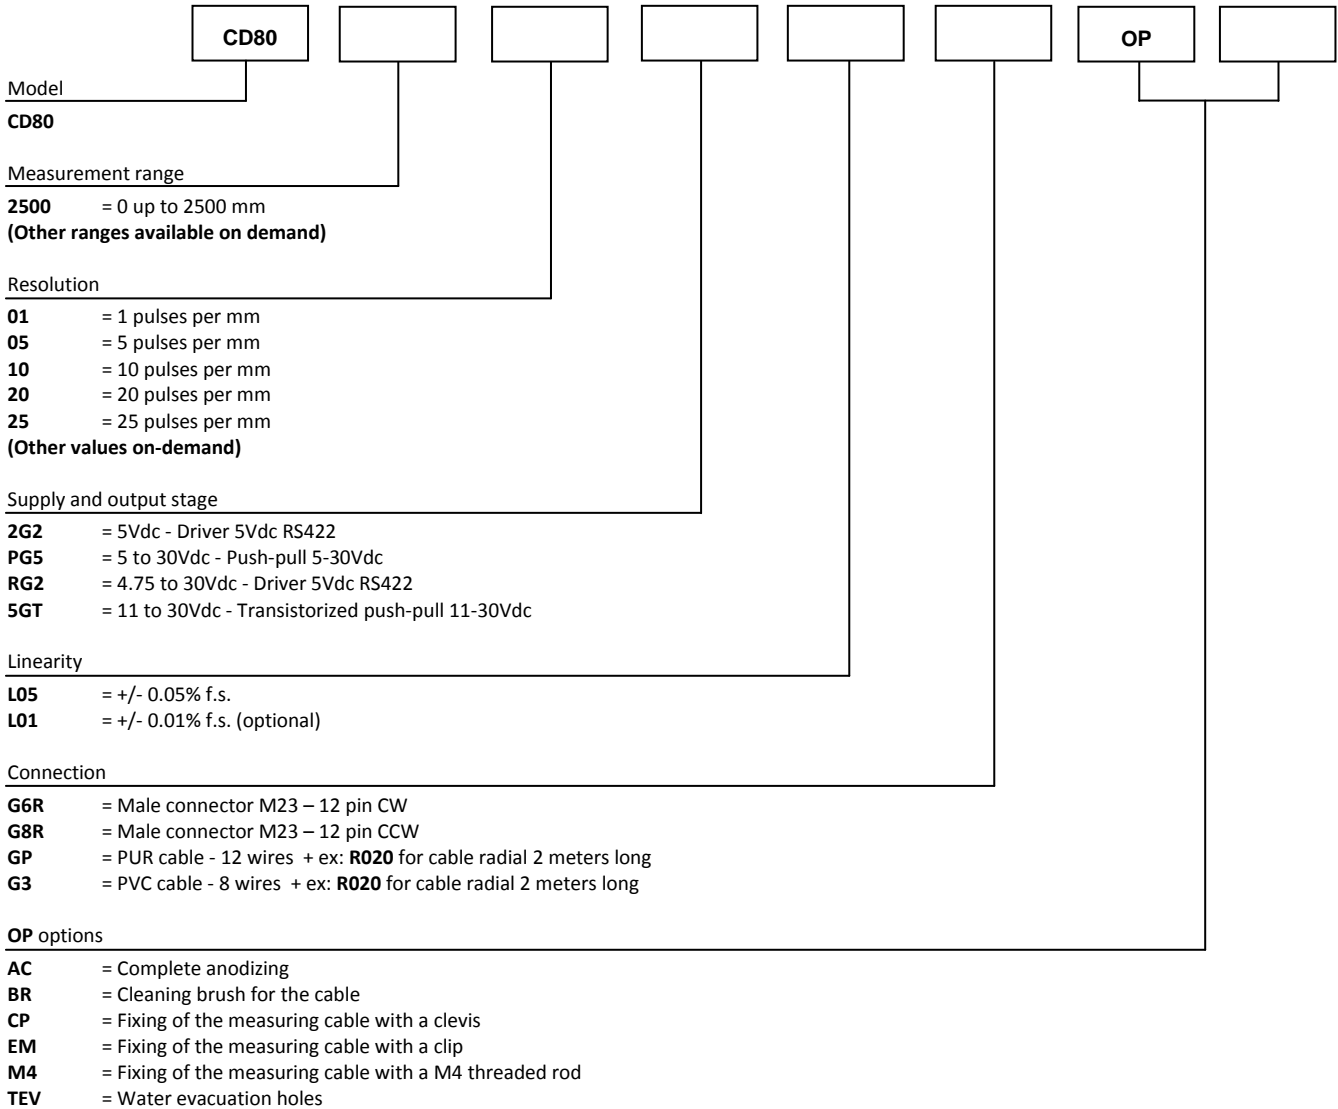 CD80 OP
Model
CD80
Measurement range
2500 = 0 up to 2500 mm
(Other ranges available on demand)
Resolution
01 = 1 pulses per mm
05 = 5 pulses per mm
10 = 10 pulses per mm
20 = 20 pulses per mm
25 = 25 pulses per mm
(Other values on-demand)
Supply and output stage
2G2 = 5Vdc - Driver 5Vdc RS422
PG5 = 5 to 30Vdc - Push-pull 5-30Vdc
RG2 = 4.75 to 30Vdc - Driver 5Vdc RS422
5GT = 11 to 30Vdc - Transistorized push-pull 11-30Vdc
Linearity
L05 = +/- 0.05% f.s.
L01 = +/- 0.01% f.s. (optional)
Connection
G6R = Male connector M23 – 12 pin CW
G8R = Male connector M23 – 12 pin CCW
GP = PUR cable - 12 wires + ex: R020 for cable radial 2 meters long
G3 = PVC cable - 8 wires + ex: R020 for cable radial 2 meters long
OP options
AC = Complete anodizing
BR = Cleaning brush for the cable
CP = Fixing of the measuring cable with a clevis
EM = Fixing of the measuring cable with a clip
M4 = Fixing of the measuring cable with a M4 threaded rod
TEV = Water evacuation holes